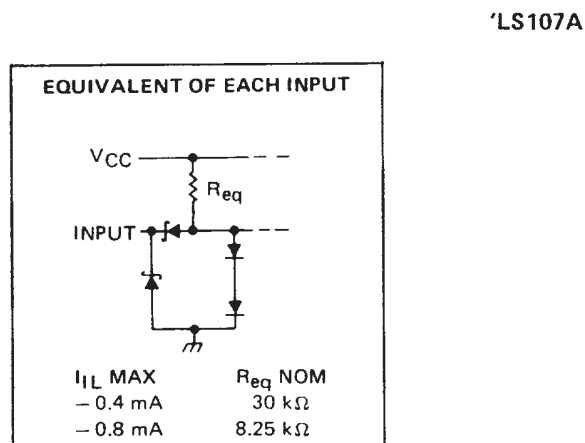 'LS107A
EQUIVALENT OF EACH INPUT
VCC
Req
INPUT
IIL MAX Req NOM
– 0.4 mA 30 kΩ
– 0.8 mA 8.25 kΩ